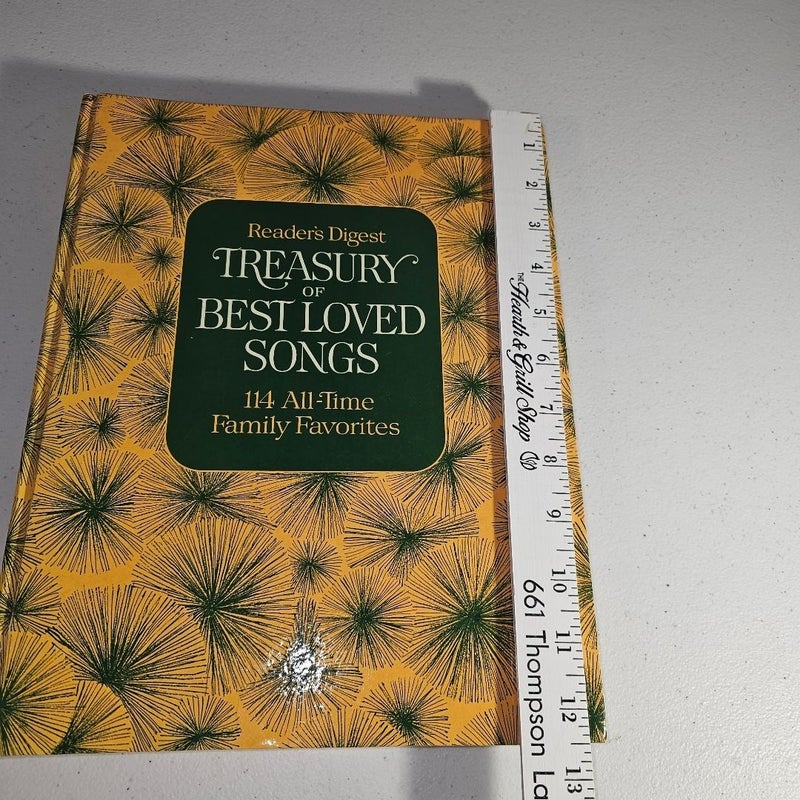 Reader's Digest
TREASURY
OF
BEST LOVED
SONGS
114 All-Time
Family Favorites
THE Hearth & Grill Shop
661 Thompson La
1
2
3
4
5
6
7
8
9
10
11
12
13